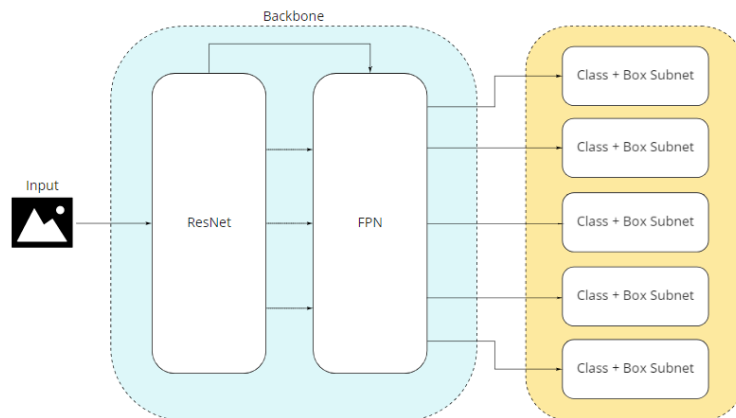 Backbone
Input
ResNet
FPN
Class + Box Subnet
Class + Box Subnet
Class + Box Subnet
Class + Box Subnet
Class + Box Subnet